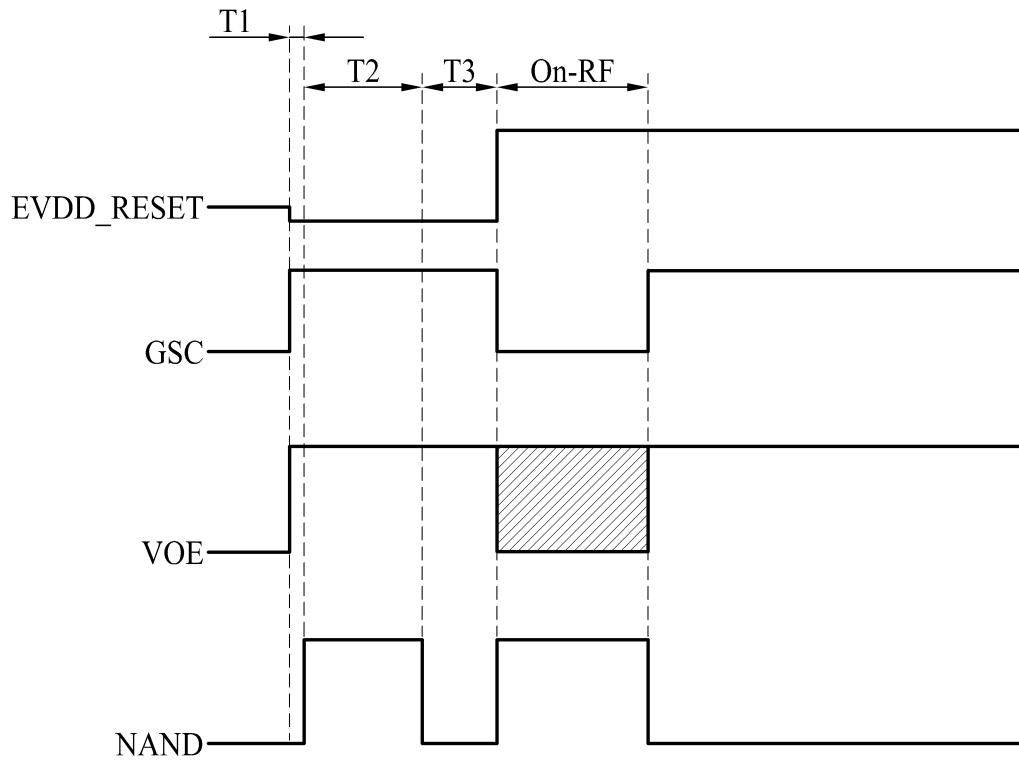 T1
T2 T3 On-RF
EVDD_RESET
GSC
VOE
NAND